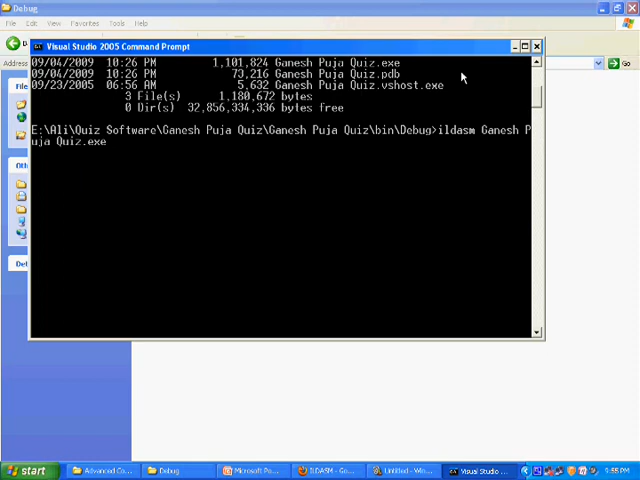 Debug
File Edit View Favorites Tools Help
Visual Studio 2005 Command Prompt
Address
Go
09/04/2009 10:26 PM 1,101,824 Ganesh Puja Quiz.exe
09/04/2009 10:26 PM 73,216 Ganesh Puja Quiz.pdb
09/23/2005 06:56 AM 5,632 Ganesh Puja Quiz.vshost.exe
3 File(s) 1,180,672 bytes
0 Dir(s) 32,856,334,336 bytes free
E:\Ali\Quiz Software\Ganesh Puja Quiz\Ganesh Puja Quiz\bin\Debug>ildasm Ganesh P
uja Quiz.exe
start Advanced Co... Debug Microsoft Po... ILDASM - Go... Untitled - Win... Visual Studio ... 9:55 PM